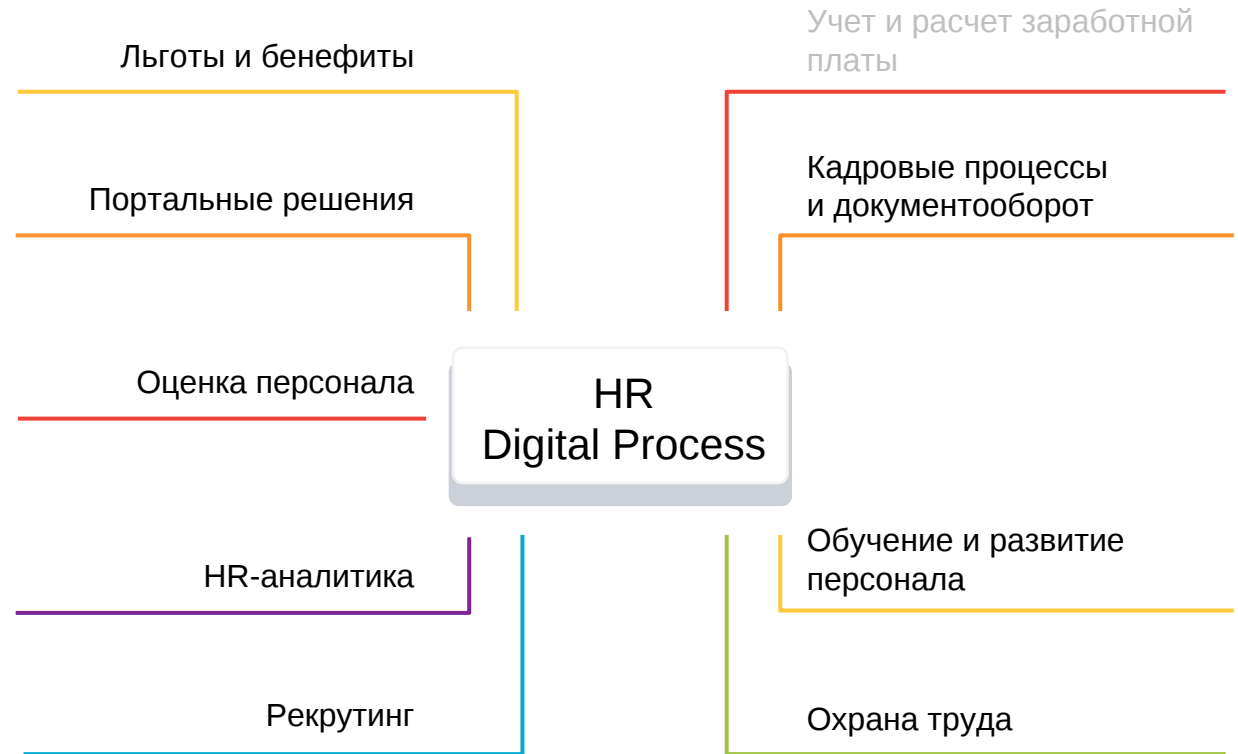 Льготы и бенефиты
Портальные решения
Оценка персонала
HR-аналитика
Рекрутинг
HR
Digital Process
Учет и расчет заработной
платы
Кадровые процессы
и документооборот
Обучение и развитие
персонала
Охрана труда